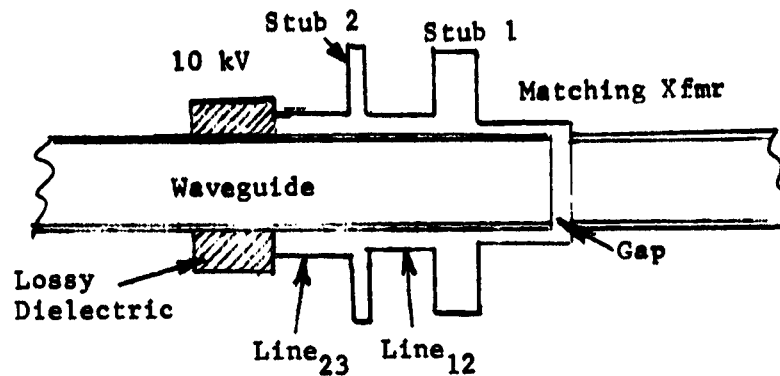 Stub 2
Stub 1
10 kV
Matching Xfmr
Waveguide
Gap
Lossy
Dielectric
Line23
Line12